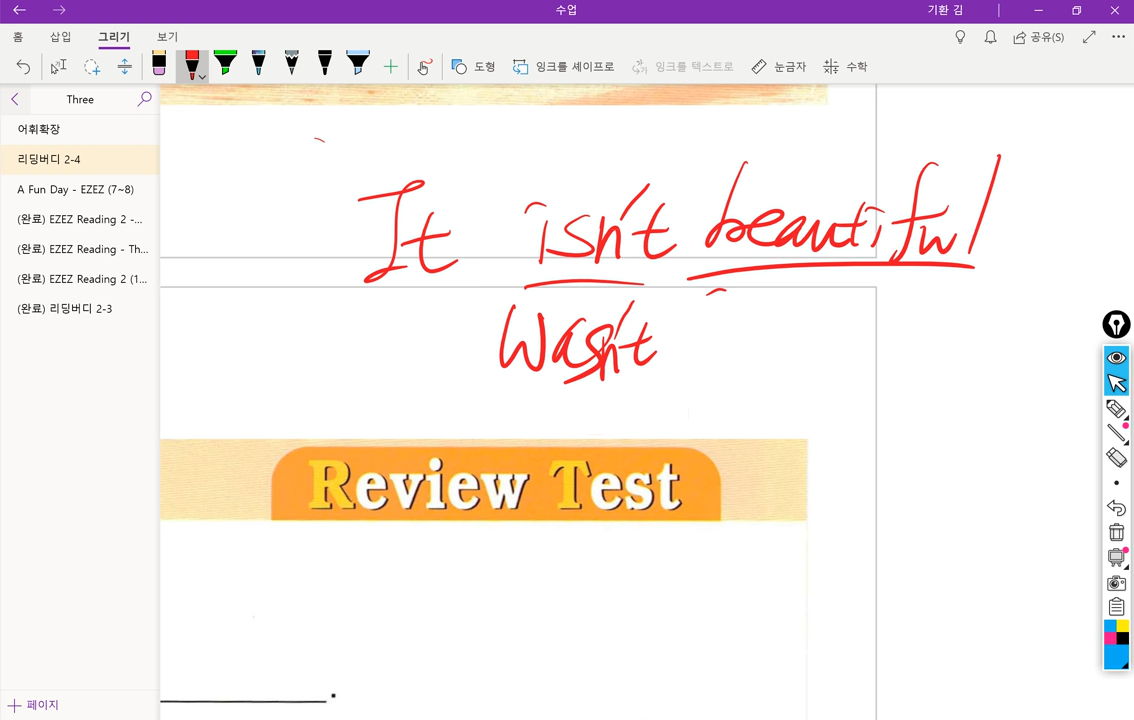 수업
기환 김
홈 삽입 그리기 보기
공유(S)
도형 잉크를 셰이프로 잉크를 텍스트로 눈금자 수학
Three
어휘확장
리딩버디 2-4
A Fun Day - EZEZ (7~8)
(완료) EZEZ Reading 2 -...
(완료) EZEZ Reading - Th...
(완료) EZEZ Reading 2 (1...
(완료) 리딩버디 2-3
It isn't beautiful
Wasn't
Review Test
페이지